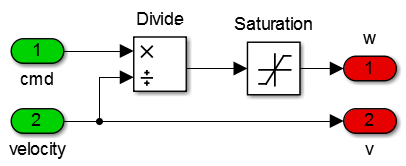 Divide
Saturation
w
1
×
÷
1
cmd
2
2
velocity
v